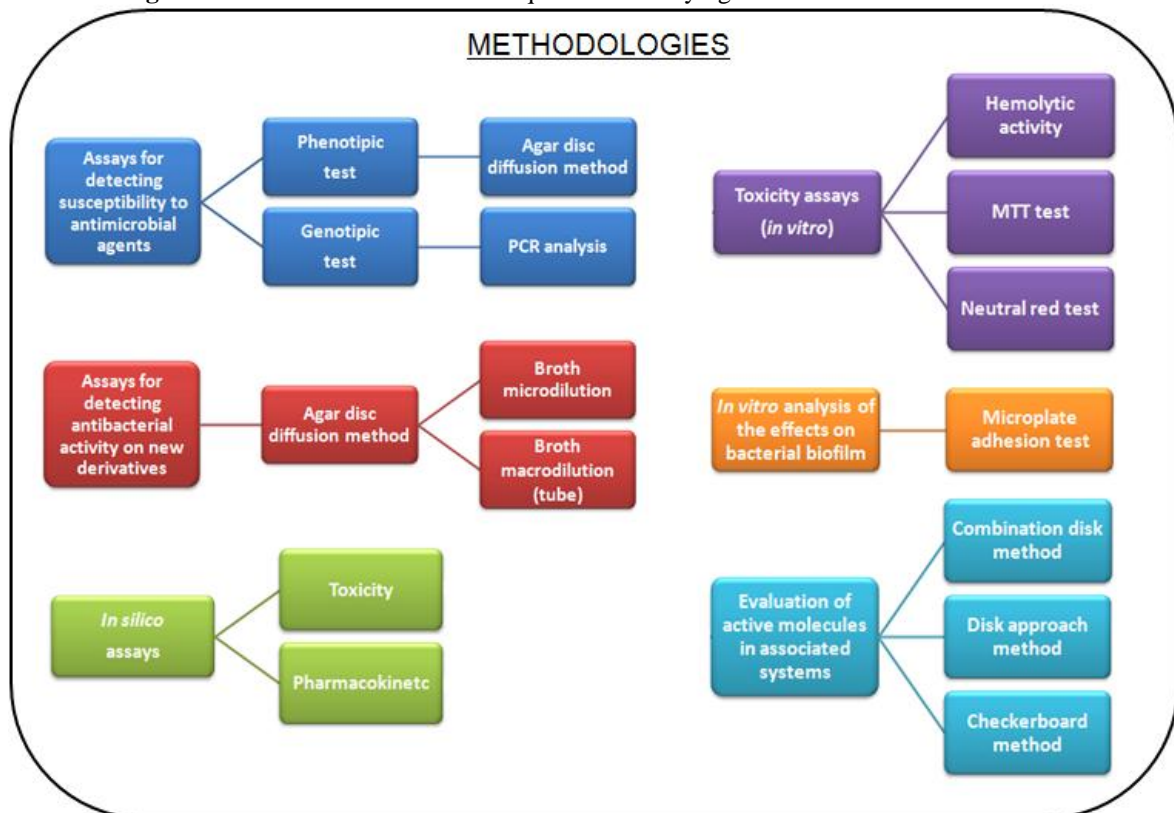 METHODOLOGIES
Assays for
detecting
susceptibility to
antimicrobial
agents
Phenotipic
test
Agar disc
diffusion method
Genotipic
test
PCR analysis
Assays for
detecting
antibacterial
activity on new
derivatives
Agar disc
diffusion method
Broth
microdilution
Broth
macrodilution
(tube)
In silico
assays
Toxicity
Pharmacokinetc
Toxicity assays
(in vitro)
Hemolytic
activity
MTT test
Neutral red test
In vitro analysis of
the effects on
bacterial biofilm
Microplate
adhesion test
Evaluation of
active molecules
in associated
systems
Combination disk
method
Disk approach
method
Checkerboard
method